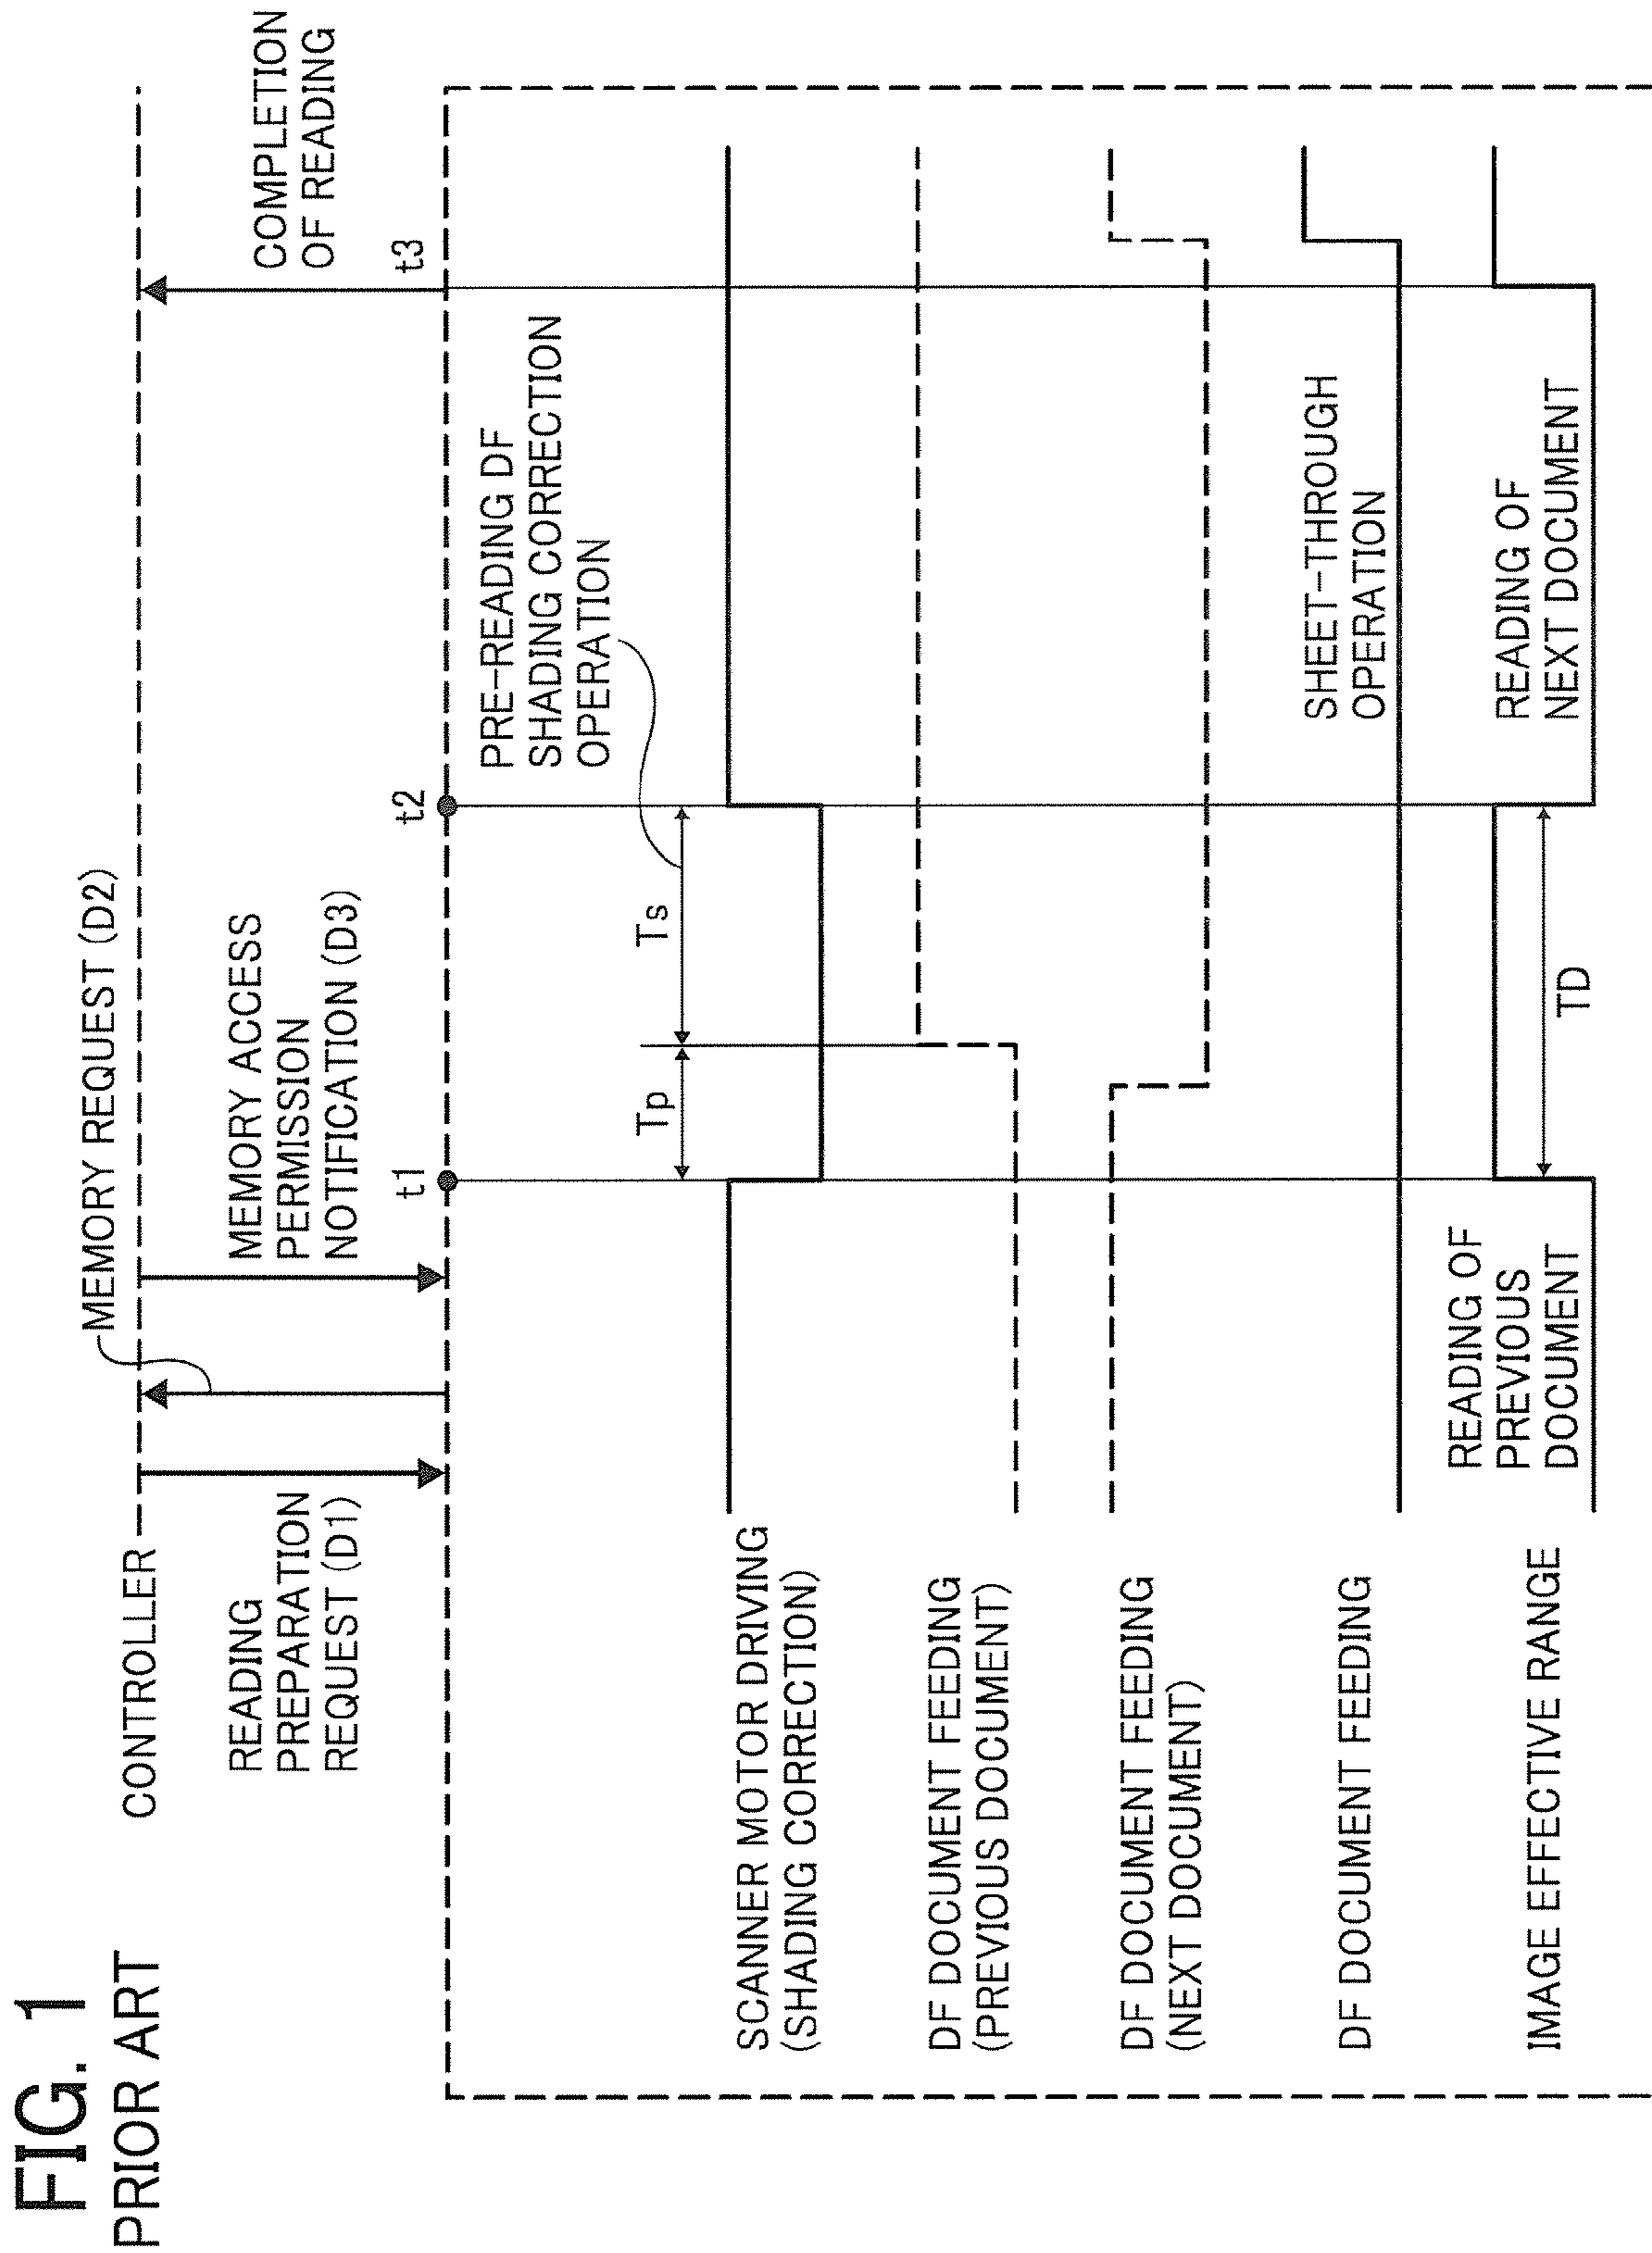 FIG. 1
PRIOR ART
CONTROLLER
MEMORY REQUEST (D2)
READING
PREPARATION
REQUEST (D1)
MEMORY ACCESS
PERMISSION
NOTIFICATION (D3)
COMPLETION
OF READING
t1
t2
t3
PRE-READING DF
SHADING CORRECTION
OPERATION
Tp
Ts
SCANNER MOTOR DRIVING
(SHADING CORRECTION)
DF DOCUMENT FEEDING
(PREVIOUS DOCUMENT)
DF DOCUMENT FEEDING
(NEXT DOCUMENT)
DF DOCUMENT FEEDING
SHEET-THROUGH
OPERATION
IMAGE EFFECTIVE RANGE
READING OF
PREVIOUS
DOCUMENT
TD
READING OF
NEXT DOCUMENT